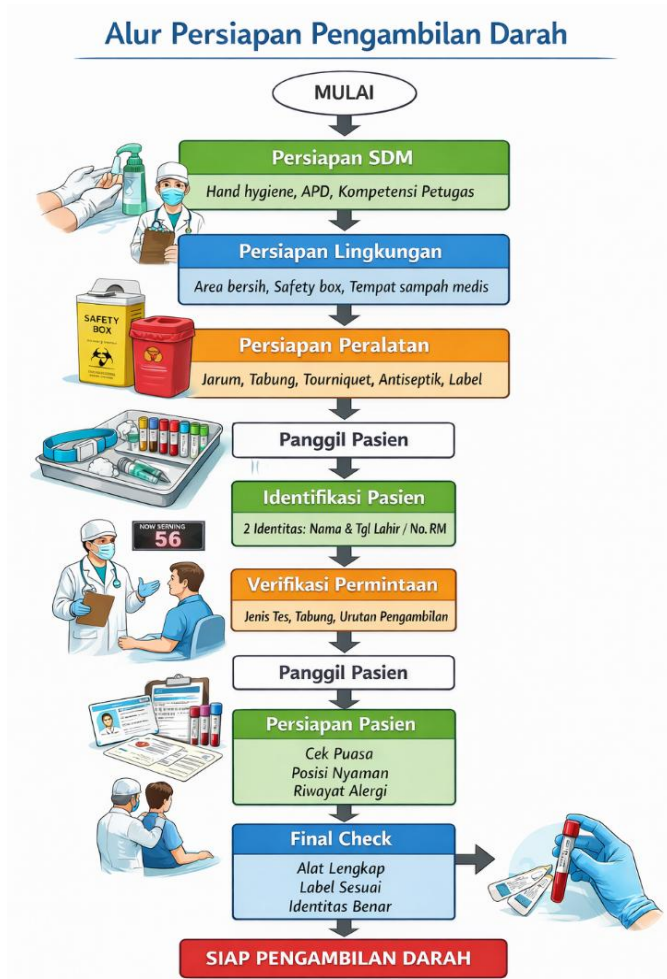 Alur Persiapan Pengambilan Darah
MULAI
Persiapan SDM
Hand hygiene, APD, Kompetensi Petugas
Persiapan Lingkungan
Area bersih, Safety box, Tempat sampah medis
SAFETY
BOX
Persiapan Peralatan
Jarum, Tabung, Tourniquet, Antiseptik, Label
Panggil Pasien
Identifikasi Pasien
2 Identitas: Nama & Tgl Lahir / No. RM
NOW SERVING
56
Verifikasi Permintaan
Jenis Tes, Tabung, Urutan Pengambilan
Panggil Pasien
Persiapan Pasien
Cek Puasa
Posisi Nyaman
Riwayat Alergi
Final Check
Alat Lengkap
Label Sesuai
Identitas Benar
SIAP PENGAMBILAN DARAH